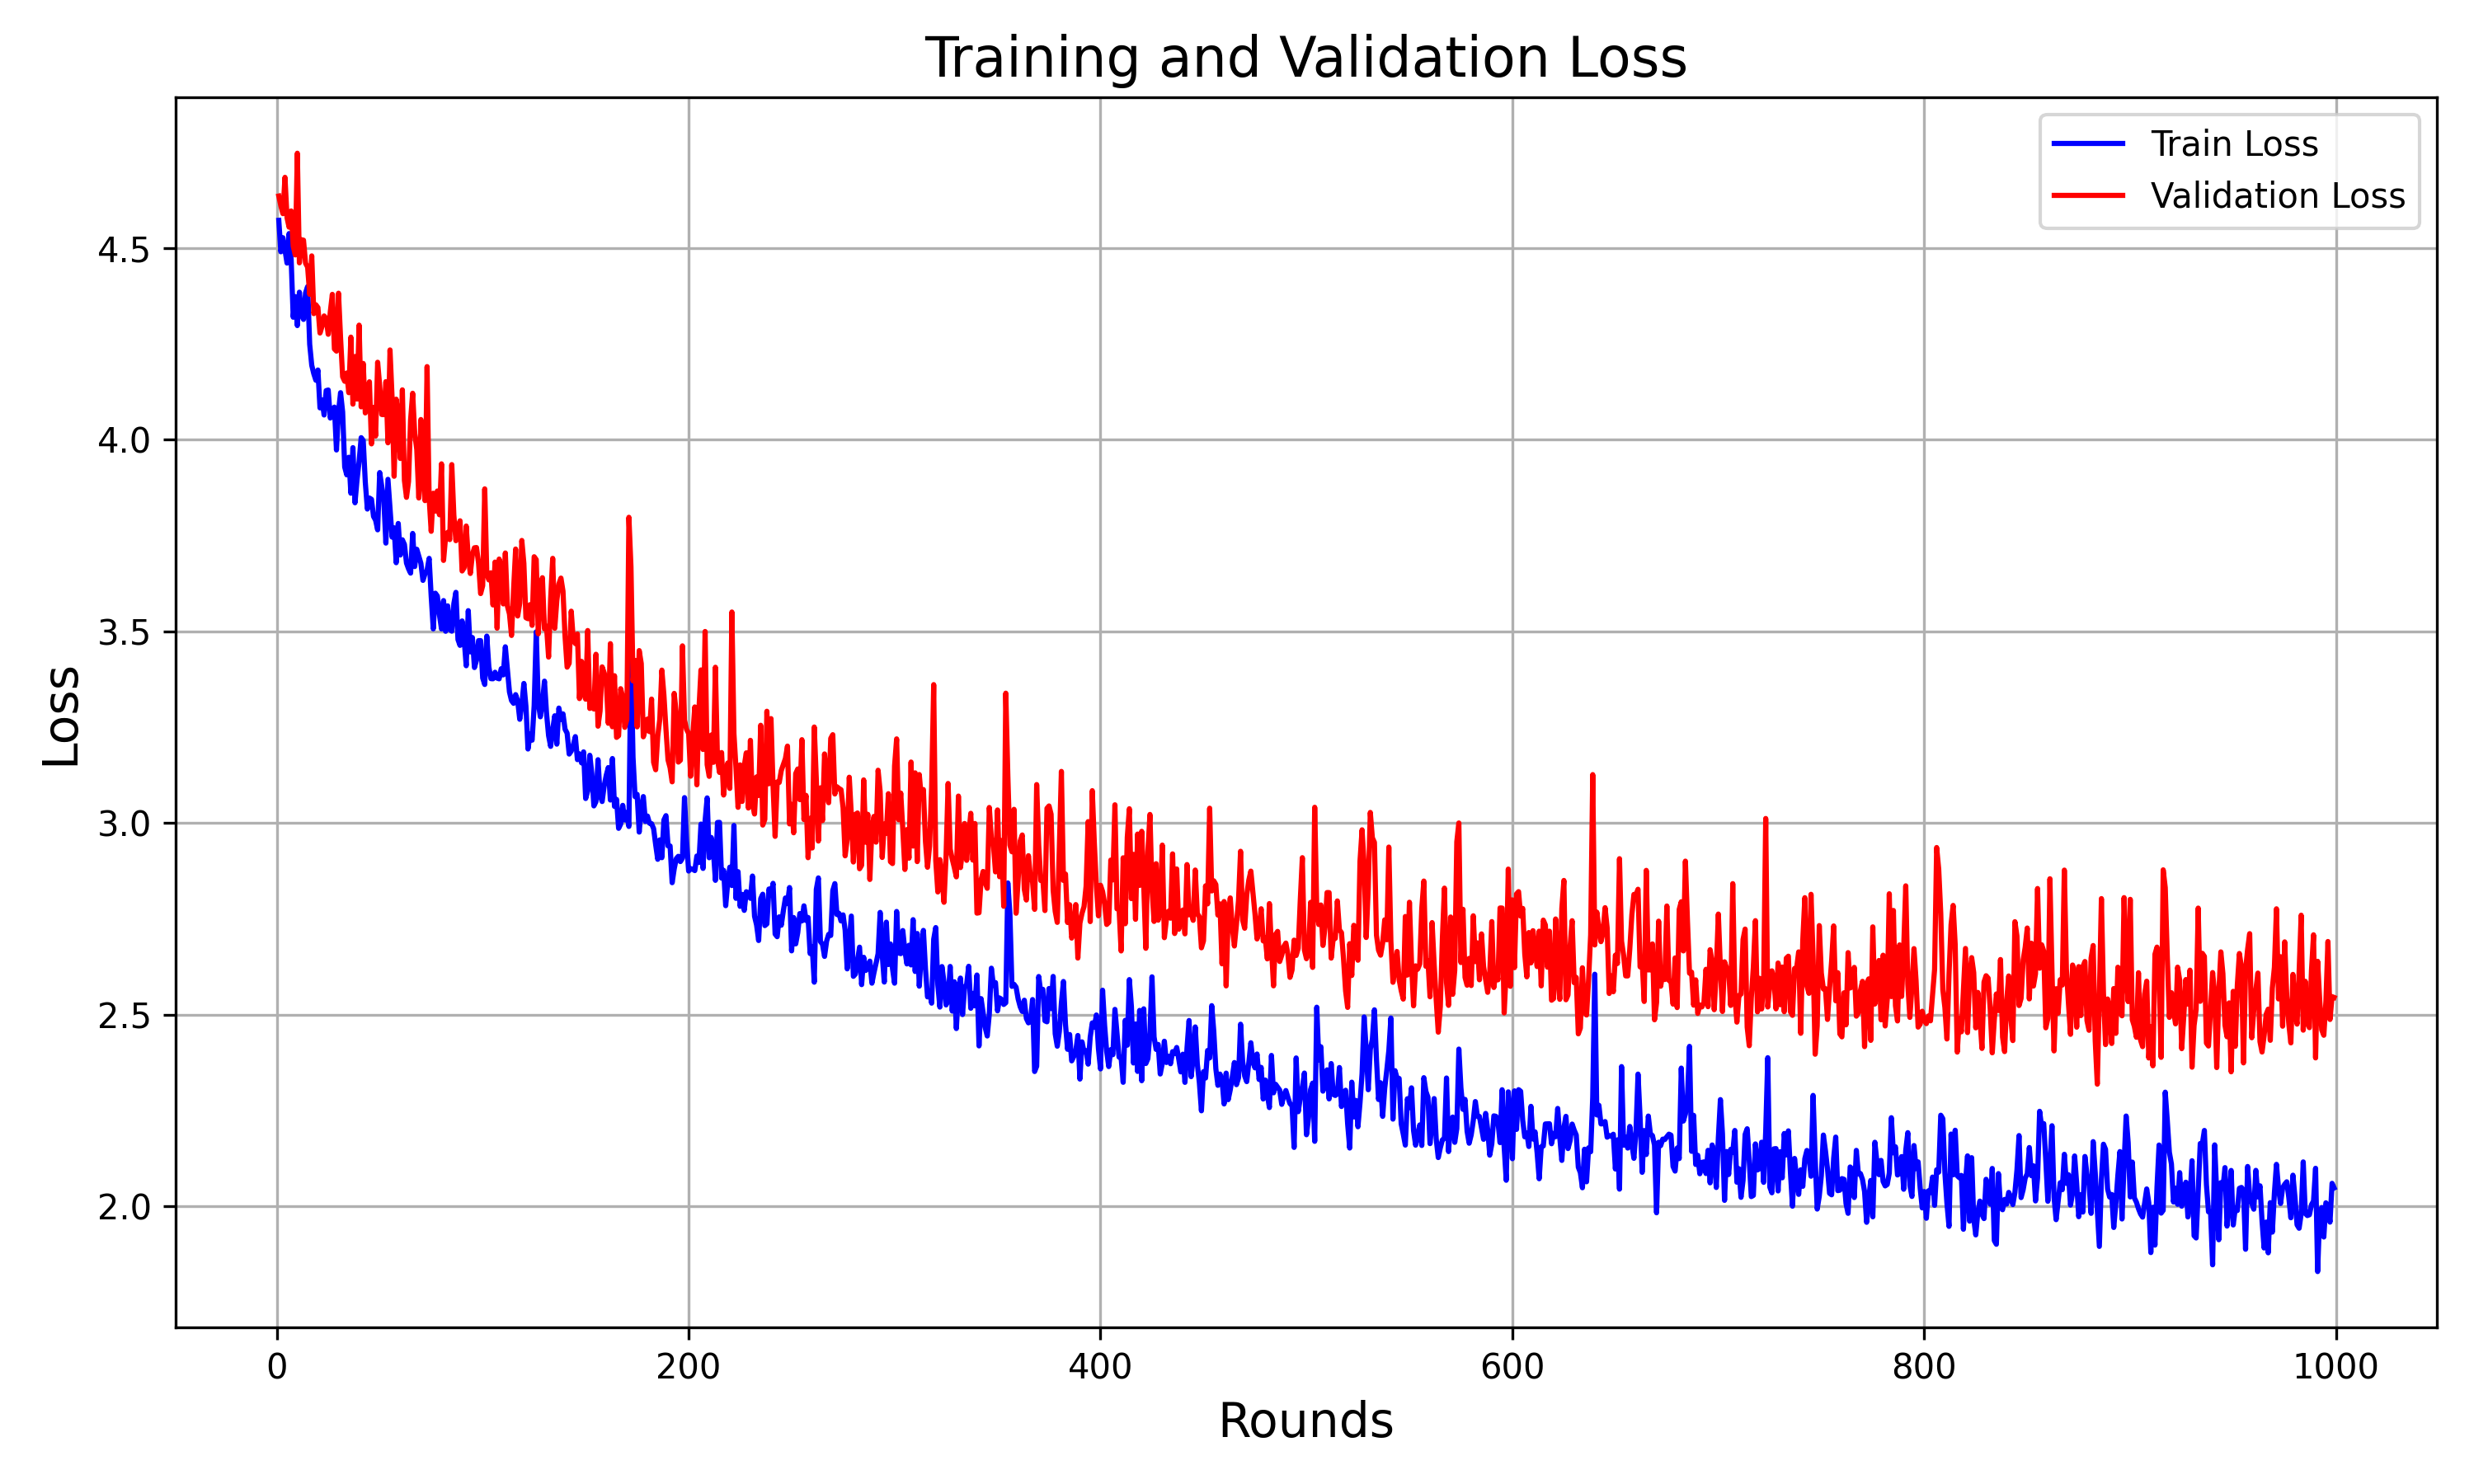 Training and Validation Loss
Train Loss
Validation Loss
4.5
4.0
3.5
3.0
2.5
2.0
Loss
0 200 400 600 800 1000
Rounds